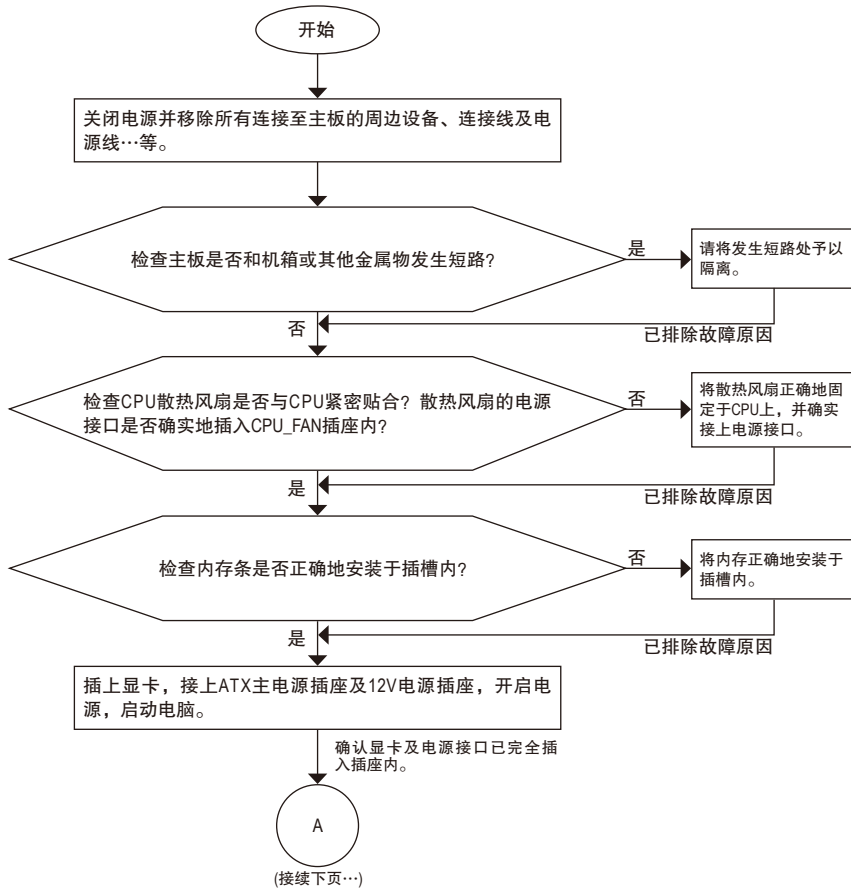 开始
关闭电源并移除所有连接至主板的周边设备、连接线及电
源线…等。
检查主板是否和机箱或其他金属物发生短路?
是
请将发生短路处予以
隔离。
否
已排除故障原因
检查CPU散热风扇是否与CPU紧密贴合? 散热风扇的电源
接口是否确实地插入CPU_FAN插座内?
否
将散热风扇正确地固
定于CPU上，并确实
接上电源接口。
是
已排除故障原因
检查内存条是否正确地安装于插槽内?
否
将内存正确地安装于
插槽内。
是
已排除故障原因
插上显卡，接上ATX主电源插座及12V电源插座，开启电
源，启动电脑。
确认显卡及电源接口已完全插
入插座内。
A
(接续下页…)